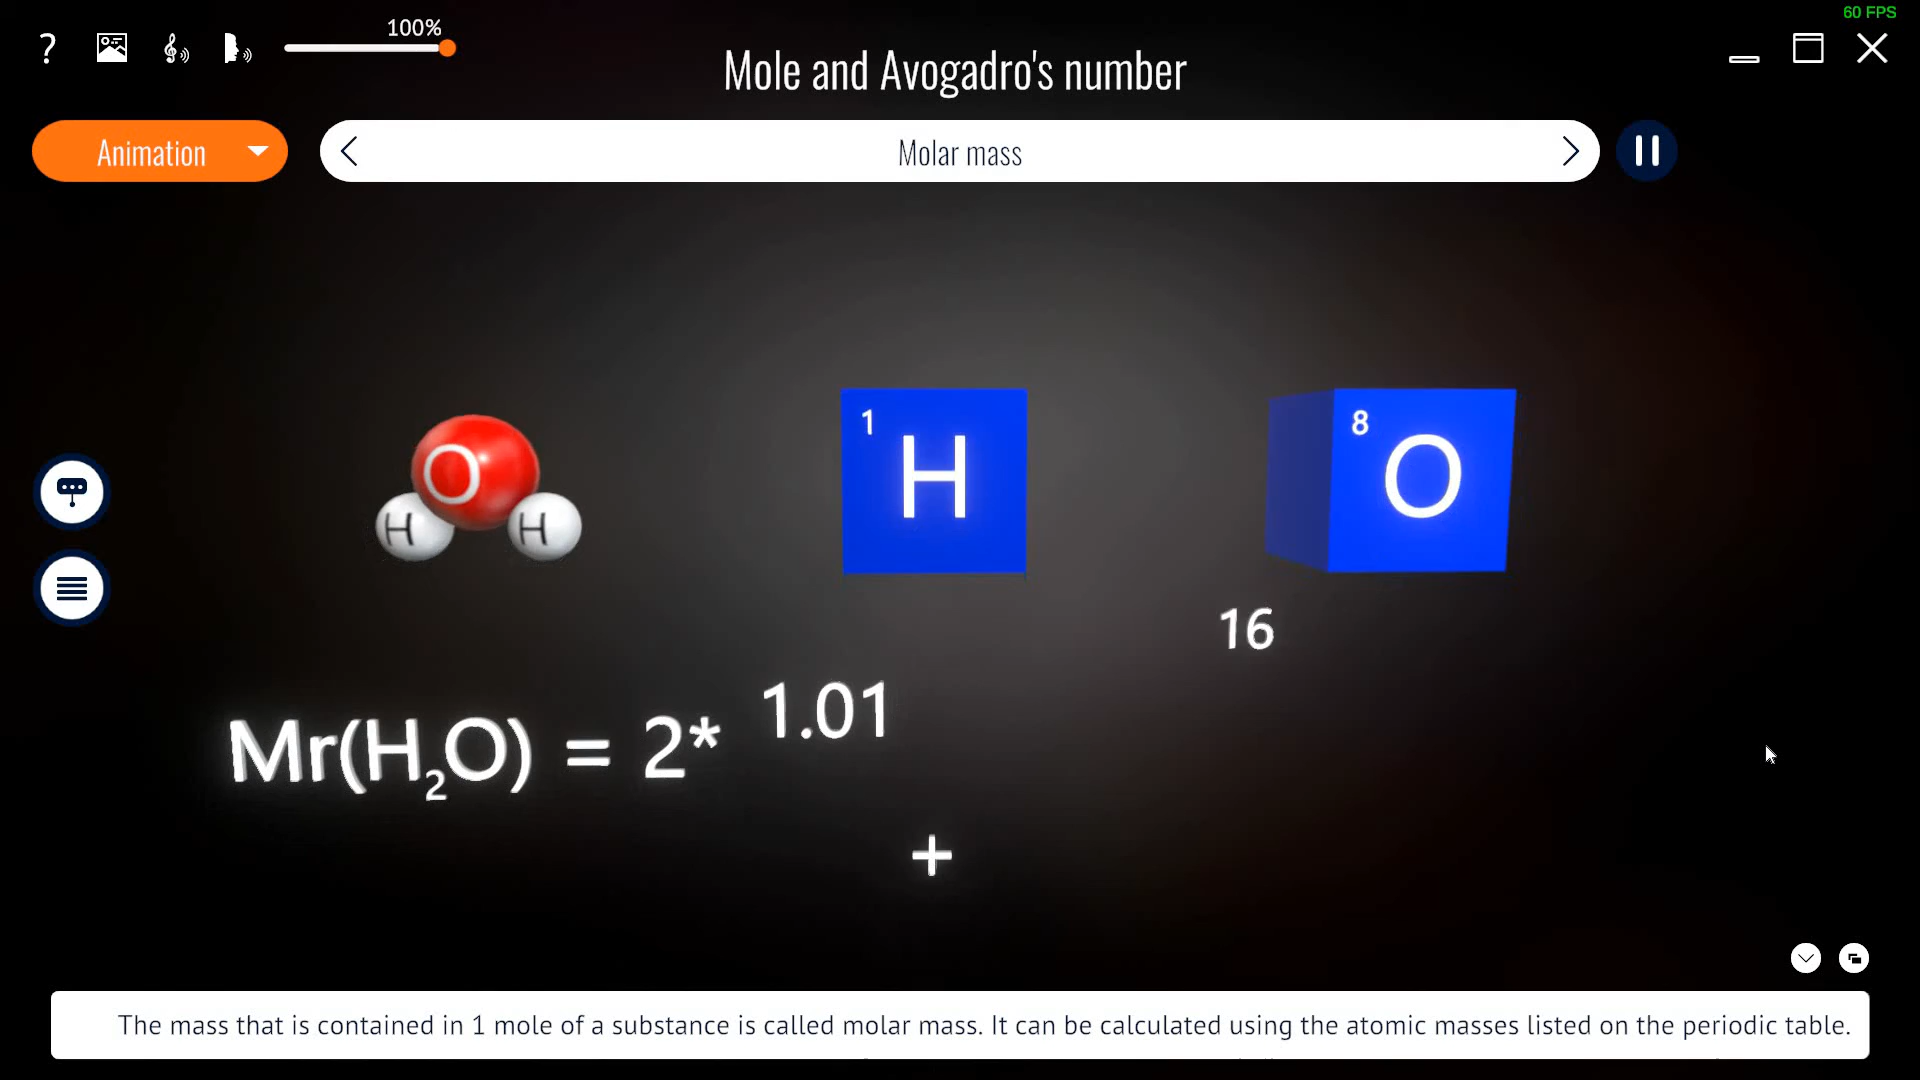 60 FPS
?
100%
Mole and Avogadro's number
Animation
Molar mass
O
H
H
1
H
8
O
16
Mr(H₂O) = 2* 1.01
+
The mass that is contained in 1 mole of a substance is called molar mass. It can be calculated using the atomic masses listed on the periodic table.